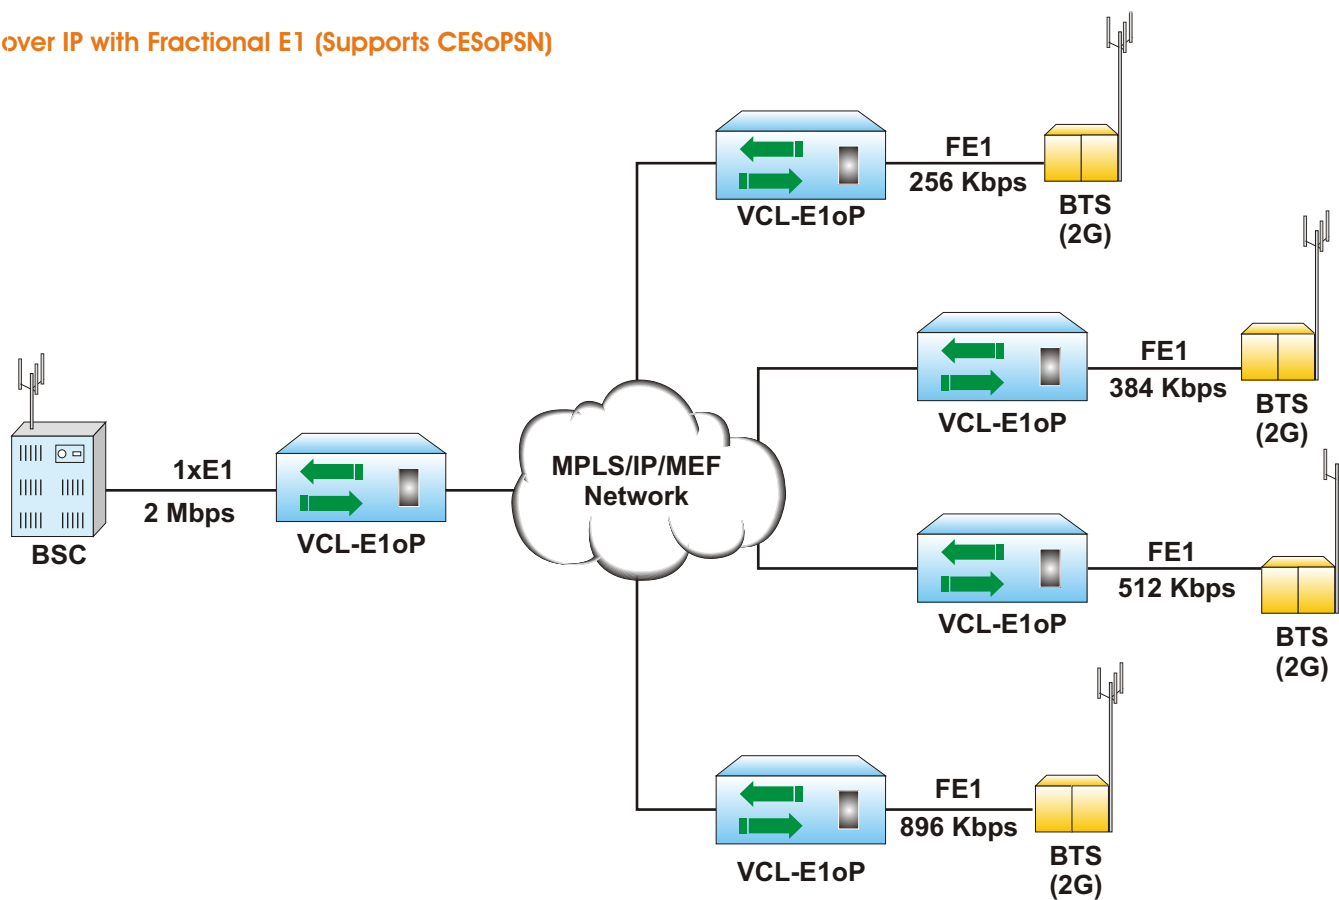 over IP with Fractional E1 (Supports CESoPSN)
FE1
256 Kbps
VCL-E1oP
BTS
(2G)
FE1
384 Kbps
VCL-E1oP
BTS
(2G)
1xE1
2 Mbps
BSC
VCL-E1oP
MPLS/IP/MEF
Network
FE1
512 Kbps
VCL-E1oP
BTS
(2G)
FE1
896 Kbps
VCL-E1oP
BTS
(2G)